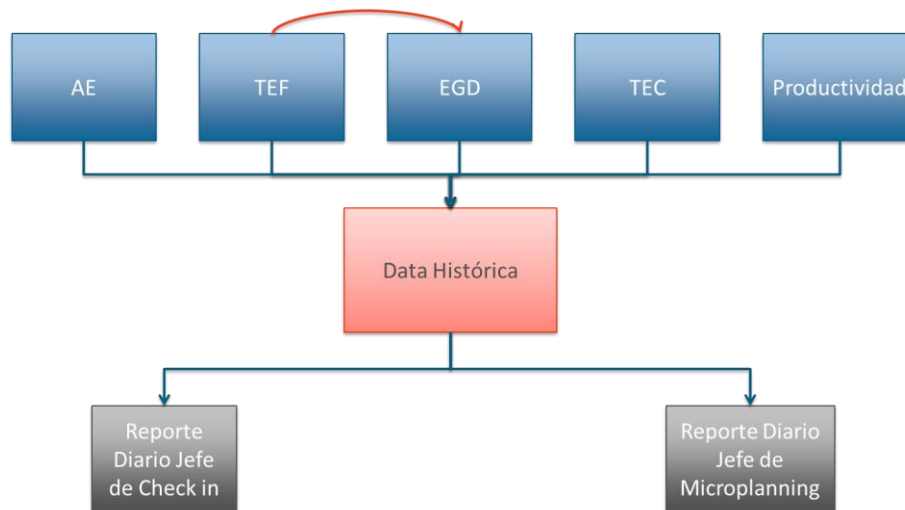 AE
TEF
EGD
TEC
Productividad
Data Histórica
Reporte
Diario Jefe
de Check in
Reporte Diario
Jefe de
Microplanning